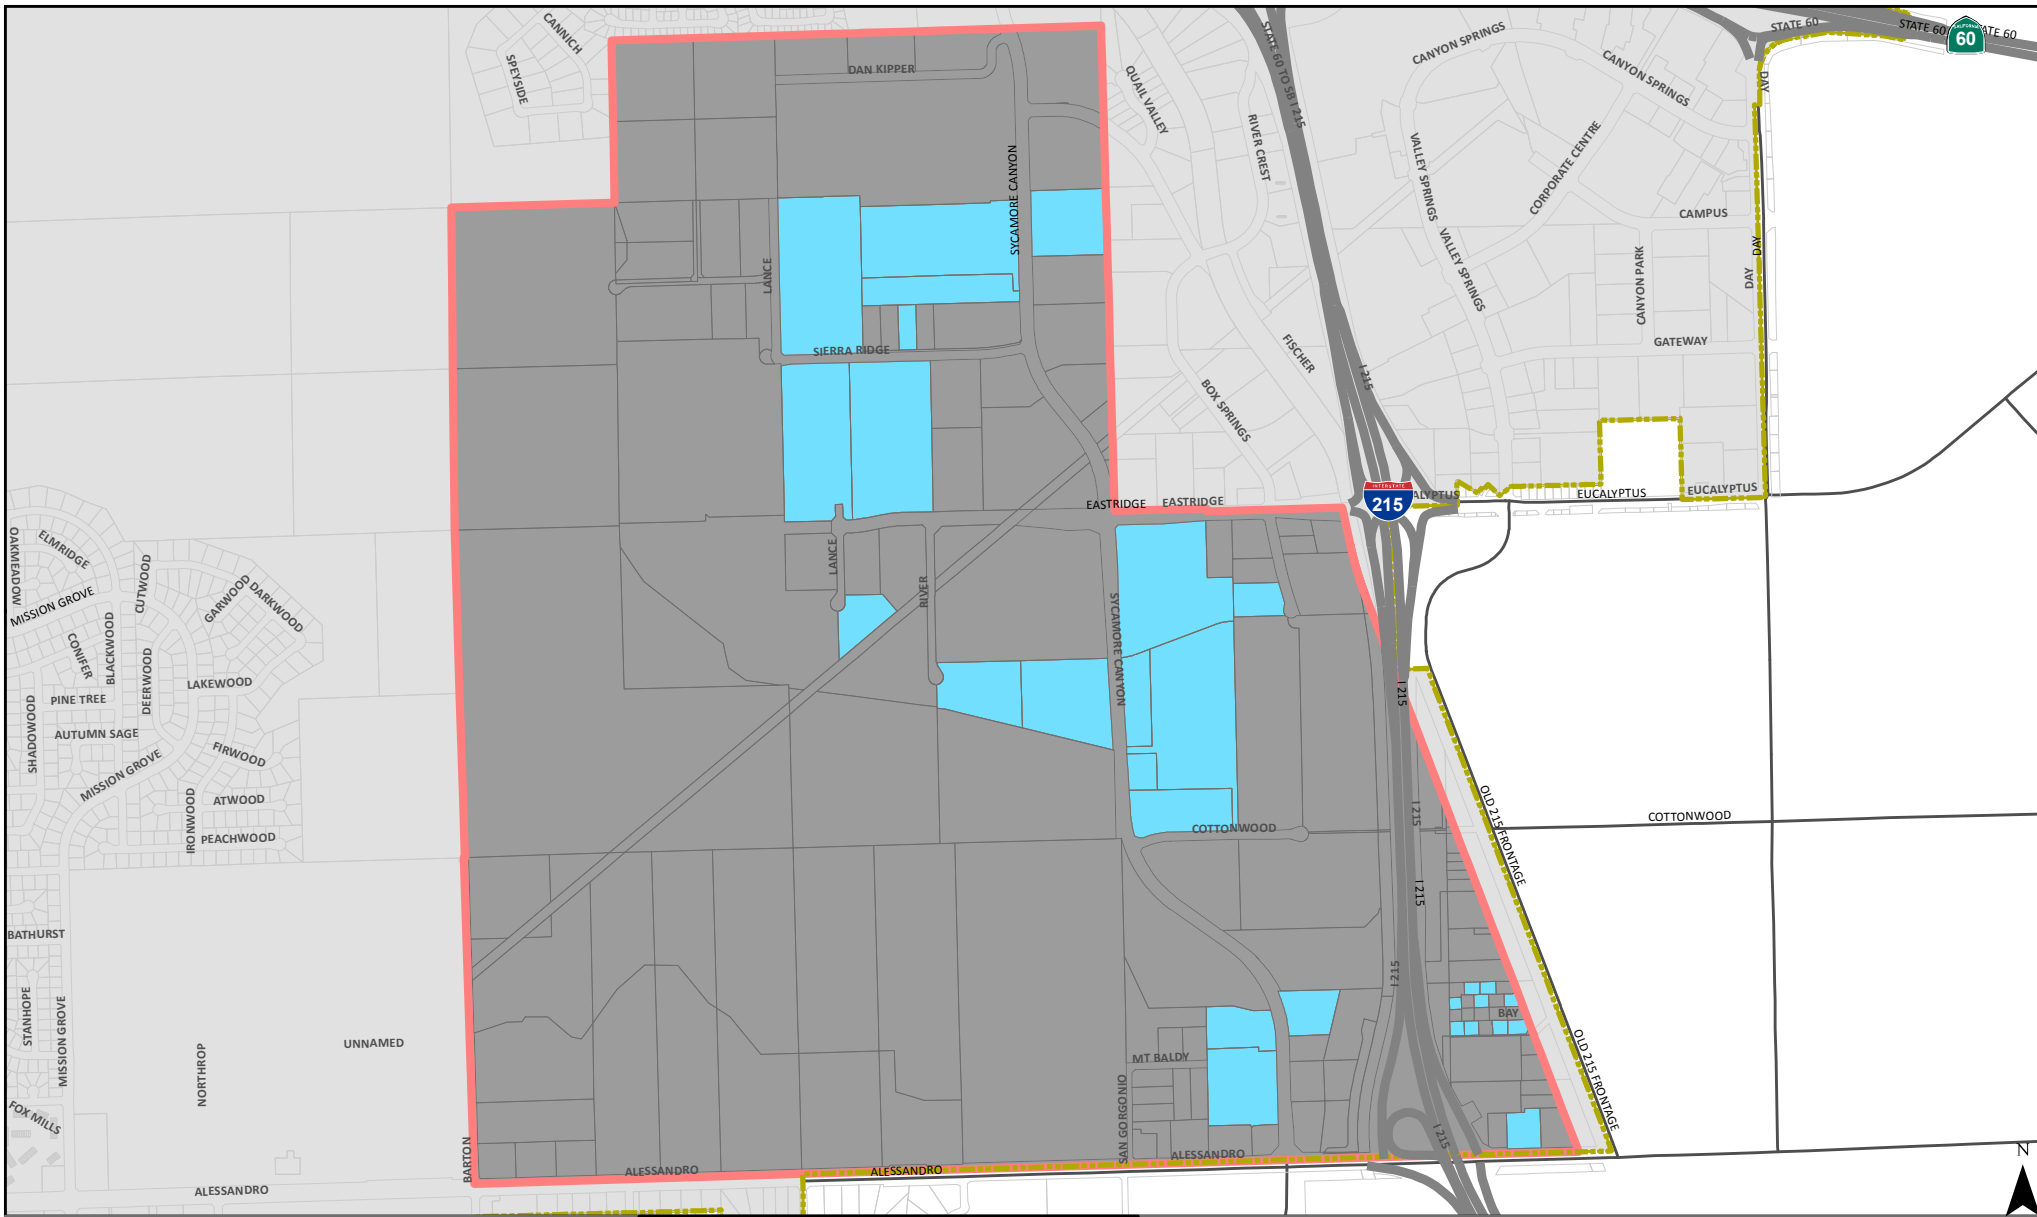 CANNICH
SPEYSIDE
DAN KIPPER
QUAIL VALLEY
STATE 60 TO SB I 215
CANYON SPRINGS
CANYON SPRINGS
STATE 60
STATE 60
ATE 60
CALIFORNIA
60
DAY
RIVER CREST
VALLEY SPRINGS
CORPORATE CENTRE
SYCAMORE CANYON
CAMPUS
DAY
DAY
LANCE
VALLEY SPRINGS
CANYON PARK
GATEWAY
SIERRA RIDGE
FISCHER
I 215
BOX SPRINGS
EASTRIDGE
EASTRIDGE
INTERSTATE
215
ALYPTUS
EUCALYPTUS
EUCALYPTUS
OAKMEADOW
ELMRIDGE
MISSION GROVE
CUTWOOD
GARWOOD
DARKWOOD
LANCE
RIVER
SYCAMORE CANYON
CONIFER
BLACKWOOD
DEERWOOD
LAKEWOOD
PINE TREE
SHADOWOOD
AUTUMN SAGE
MISSION GROVE
FIRWOOD
ATWOOD
IRONWOOD
PEACHWOOD
I 215
I 215
I 215
COTTONWOOD
COTTONWOOD
OLD 215 FRONTAGE
BATHURST
STANHOPE
MISSION GROVE
NORTHROP
UNNAMED
I 215
BAY
MT BALDY
OLD 215 FRONTAGE
FOX MILLS
BARTON
SAN GORGONIO
I 215
ALESSANDRO
ALESSANDRO
ALESSANDRO
ALESSANDRO
N